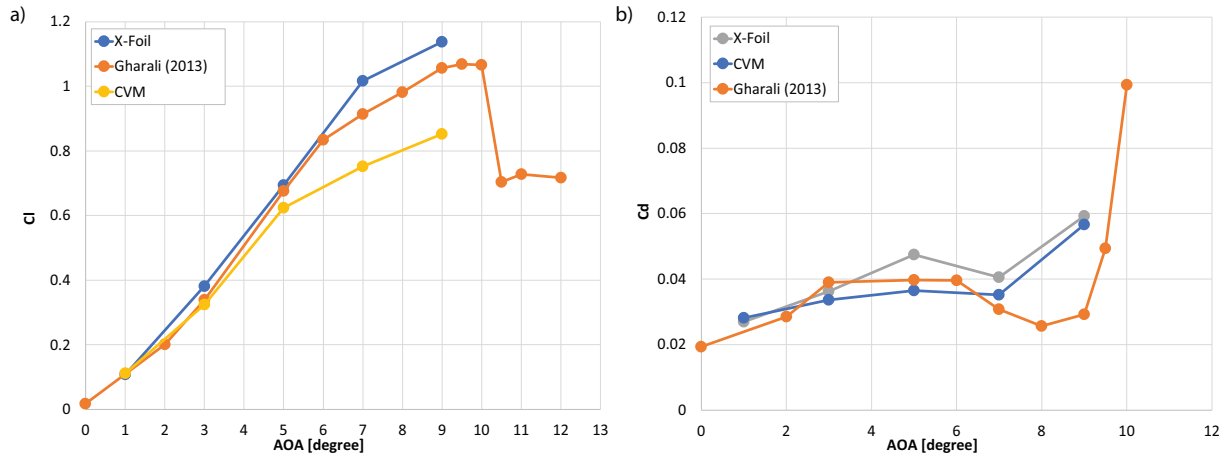 a)
1.2
1
0.8
0.6
0.4
0.2
0
Cl
X-Foil
Gharali (2013)
CVM
0 1 2 3 4 5 6 7 8 9 10 11 12 13
AOA [degree]
b)
0.12
0.1
0.08
0.06
0.04
0.02
0
Cd
X-Foil
CVM
Gharali (2013)
0 2 4 6 8 10 12
AOA [degree]